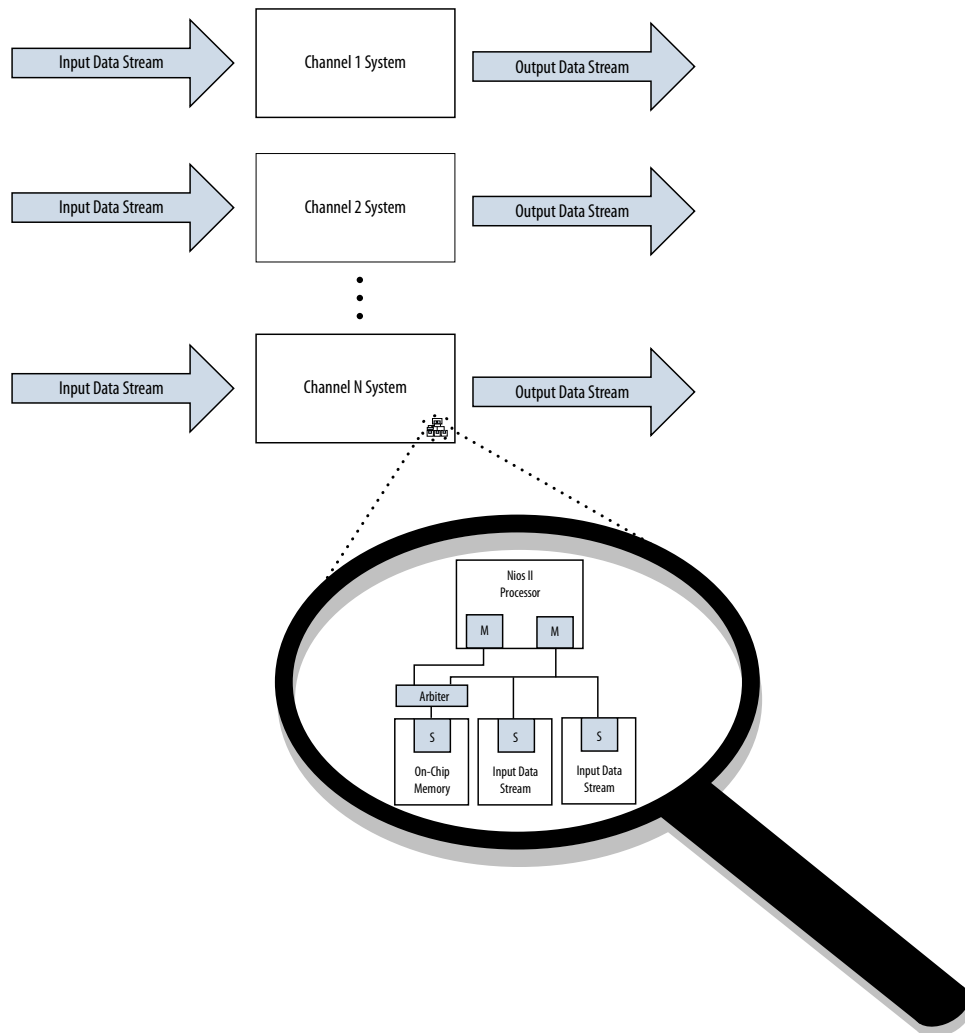 Input Data Stream
Channel 1 System
Output Data Stream
Input Data Stream
Channel 2 System
Output Data Stream
Input Data Stream
Channel N System
Output Data Stream
Nios II
Processor
M
M
Arbiter
S
S
S
On-Chip
Memory
Input Data
Stream
Input Data
Stream